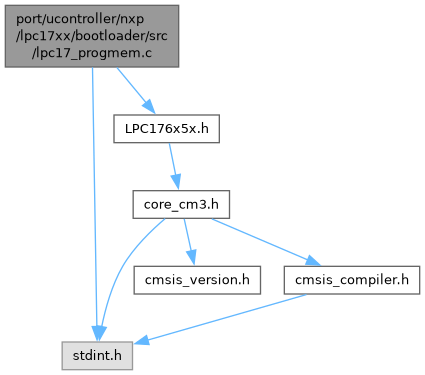 port/ucontroller/nxp
/lpc17xx/bootloader/src
/lpc17_progmem.c
LPC176x5x.h
core_cm3.h
cmsis_version.h
cmsis_compiler.h
stdint.h